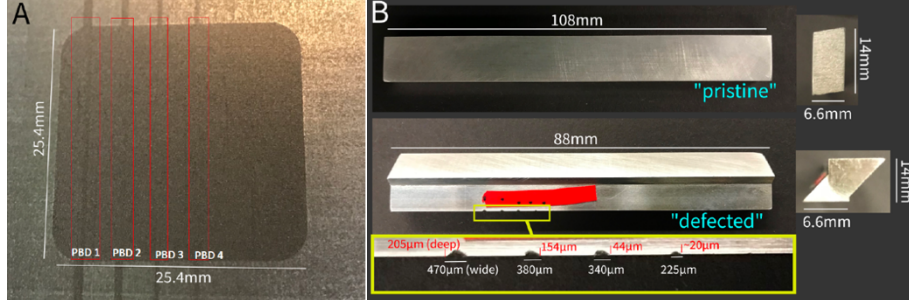 A
25.4mm
PBD 1 PBD 2 PBD 3 PBD 4
25.4mm
B
108mm
"pristine"
14mm
6.6mm
88mm
"defected"
14mm
6.6mm
205µm (deep) 154µm 44µm ~20µm
470µm (wide) 380µm 340µm 225µm